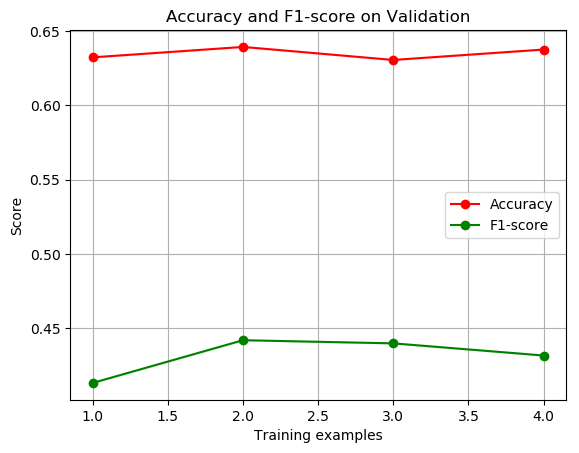 Accuracy and F1-score on Validation
0.65
0.60
0.55
0.50
0.45
Score
Accuracy
F1-score
1.0 1.5 2.0 2.5 3.0 3.5 4.0
Training examples